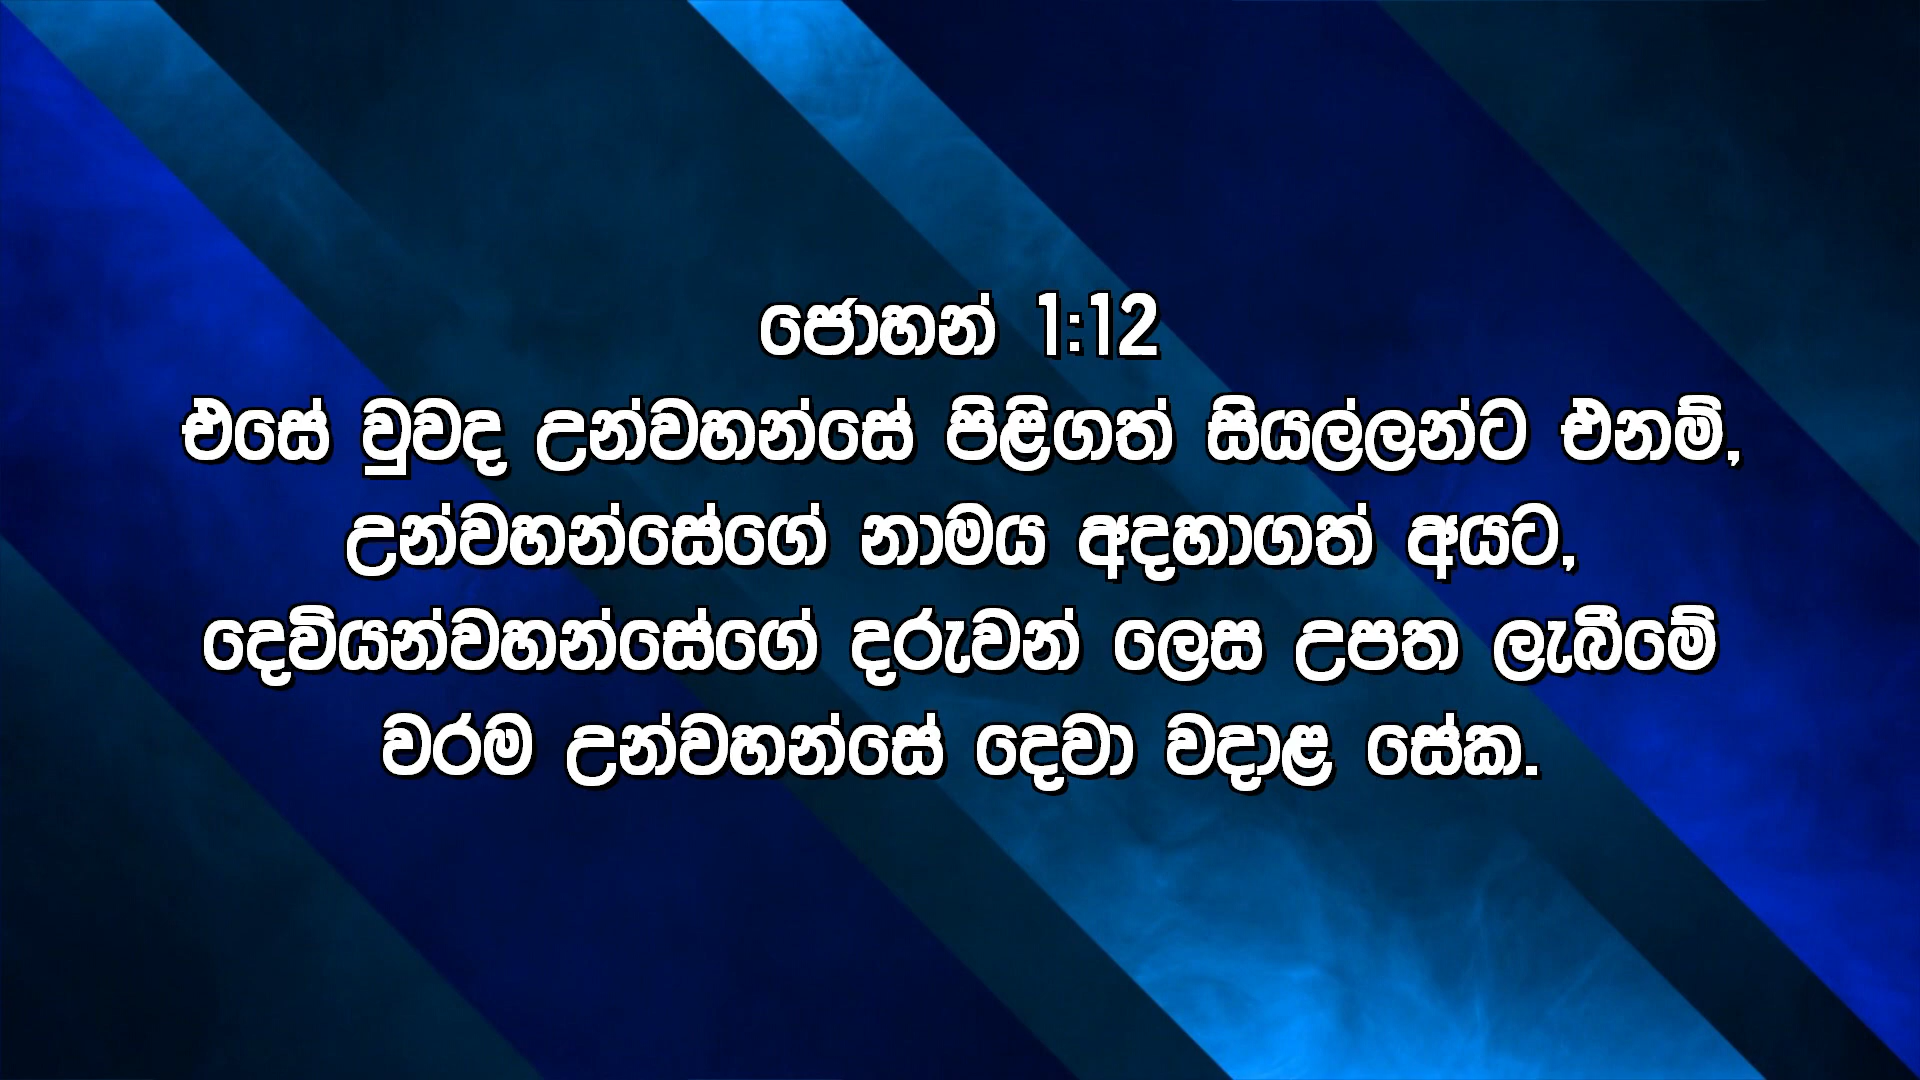 ජොහන් 1:12
එසේ වුවද උන්වහන්සේ පිළිගත් සියල්ලන්ට එනම්,
උන්වහන්සේගේ නාමය අදහාගත් අයට,
දෙවියන්වහන්සේගේ දරුවන් ලෙස උපත ලැබීමේ
වරම උන්වහන්සේ දෙවා වදාළ සේක.